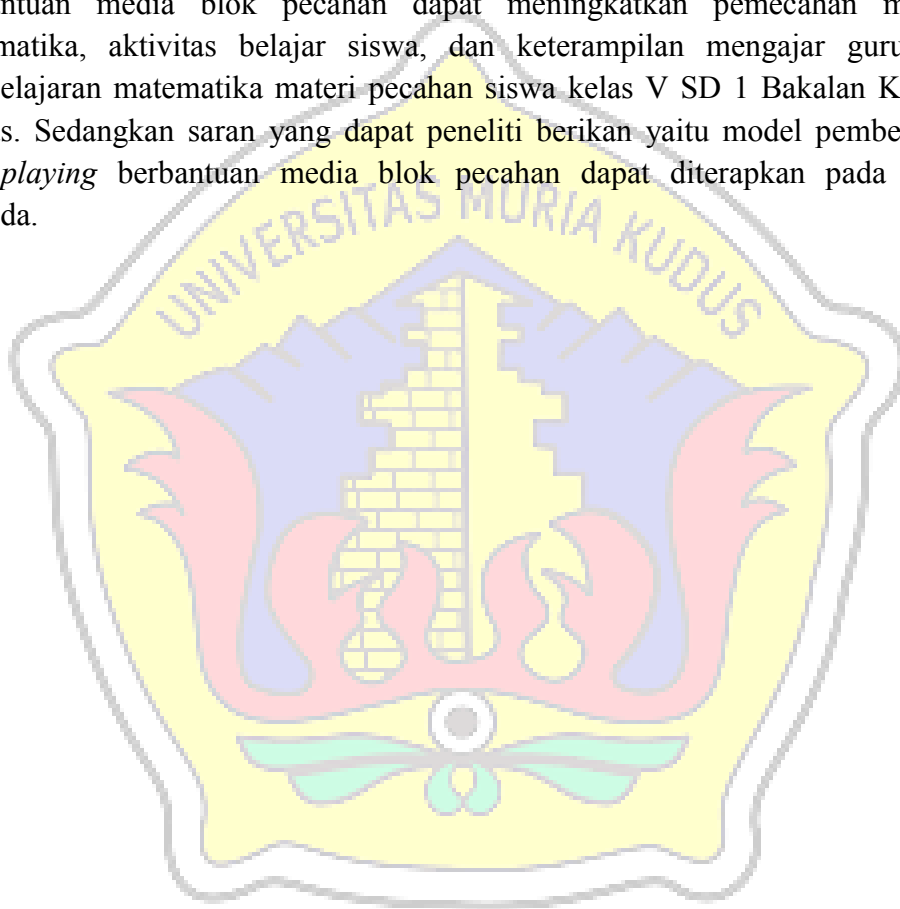 ntuan media blok pecahan dapat meningkatkan pemecahan m
matika, aktivitas belajar siswa, dan keterampilan mengajar guru
elajaran matematika materi pecahan siswa kelas V SD 1 Bakalan K
s. Sedangkan saran yang dapat peneliti berikan yaitu model pembe
playing berbantuan media blok pecahan dapat diterapkan pada
da.
UNIVERSITAS MURIA KUDUS